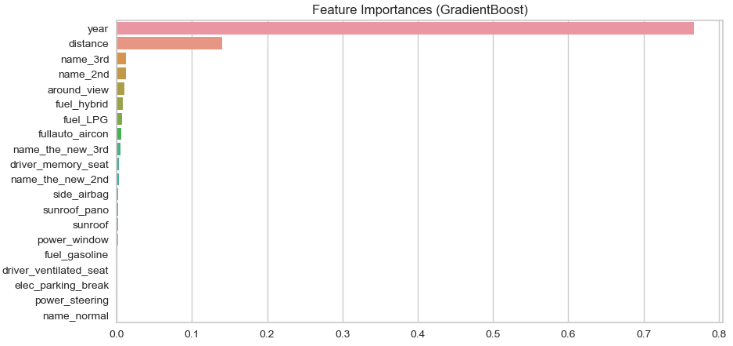 Feature Importances (GradientBoost)
year
distance
name_3rd
name_2nd
around_view
fuel_hybrid
fuel_LPG
fullauto_aircon
name_the_new_3rd
driver_memory_seat
name_the_new_2nd
side_airbag
sunroof_pano
sunroof
power_window
fuel_gasoline
driver_ventilated_seat
elec_parking_break
power_steering
name_normal
0.0 0.1 0.2 0.3 0.4 0.5 0.6 0.7 0.8